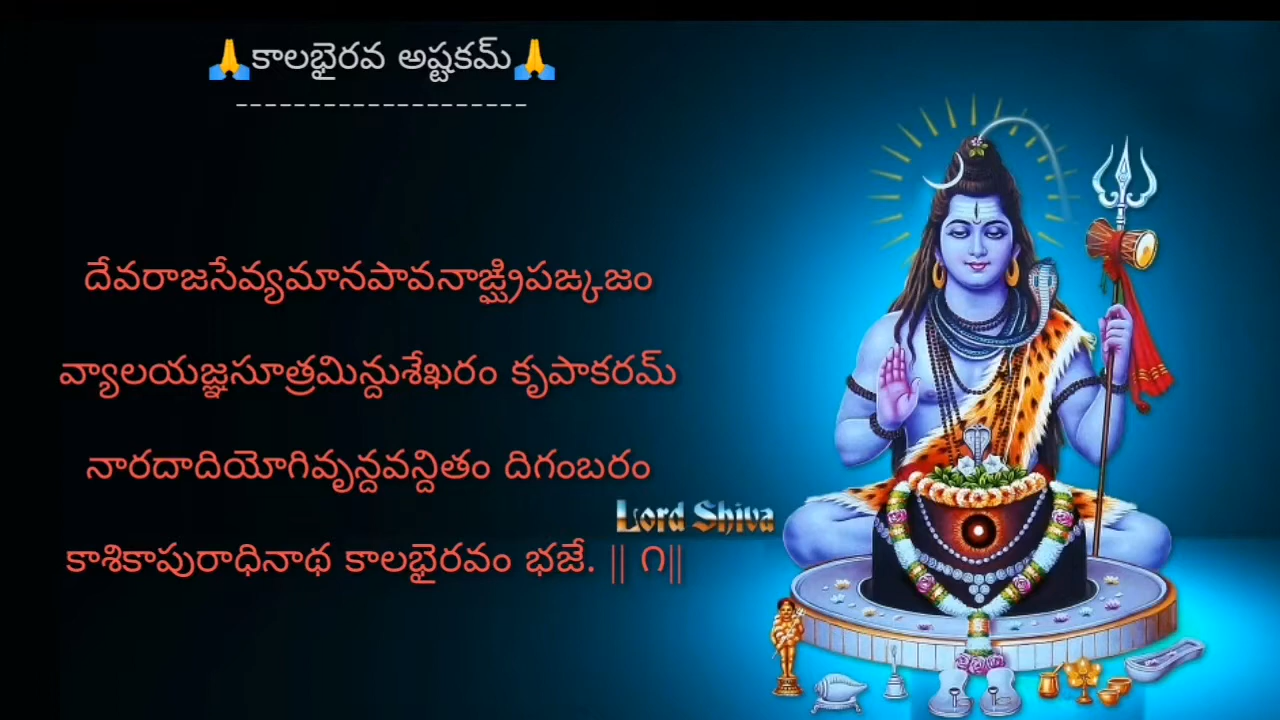 🙏కాలభైరవ అష్టకమ్🙏
--------------------
దేవరాజసేవ్యమానపావనాఙ్ఘ్రిపఙ్కజం
వ్యాలయజ్ఞసూత్రమిన్దుశేఖరం కృపాకరమ్
నారదాదియోగివృన్దవన్దితం దిగంబరం
Lord Shiva
కాశికాపురాధినాథ కాలభైరవం భజే. || ౧||